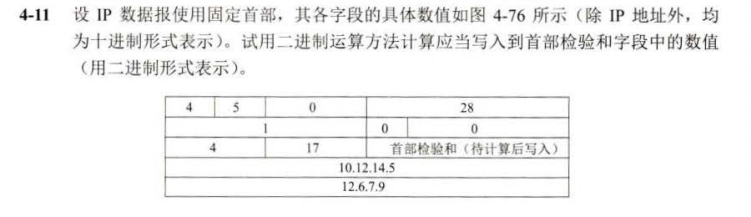 4-11 设 IP 数据报使用固定首部，其各字段的具体数值如图 4-76 所示（除 IP 地址外，均
为十进制形式表示）。试用二进制运算方法计算应当写入到首部检验和字段中的数值
（用二进制形式表示）。
4 5 0 28
1 0 0
4 17 首部检验和（待计算后写入）
10.12.14.5
12.6.7.9